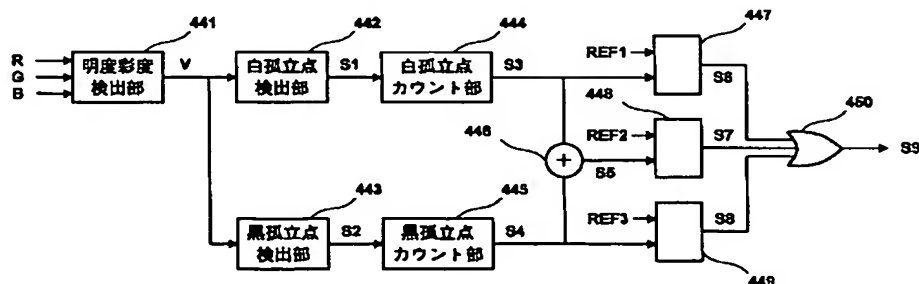 441
442
444
447
R
G
B
明度彩度
検出部
V
白孤立点
検出部
S1
白孤立点
カウント部
S3
REF1
S8
448
446
+
REF2
S7
S5
450
S9
443
445
黒孤立点
検出部
S2
黒孤立点
カウント部
S4
REF3
S8
449